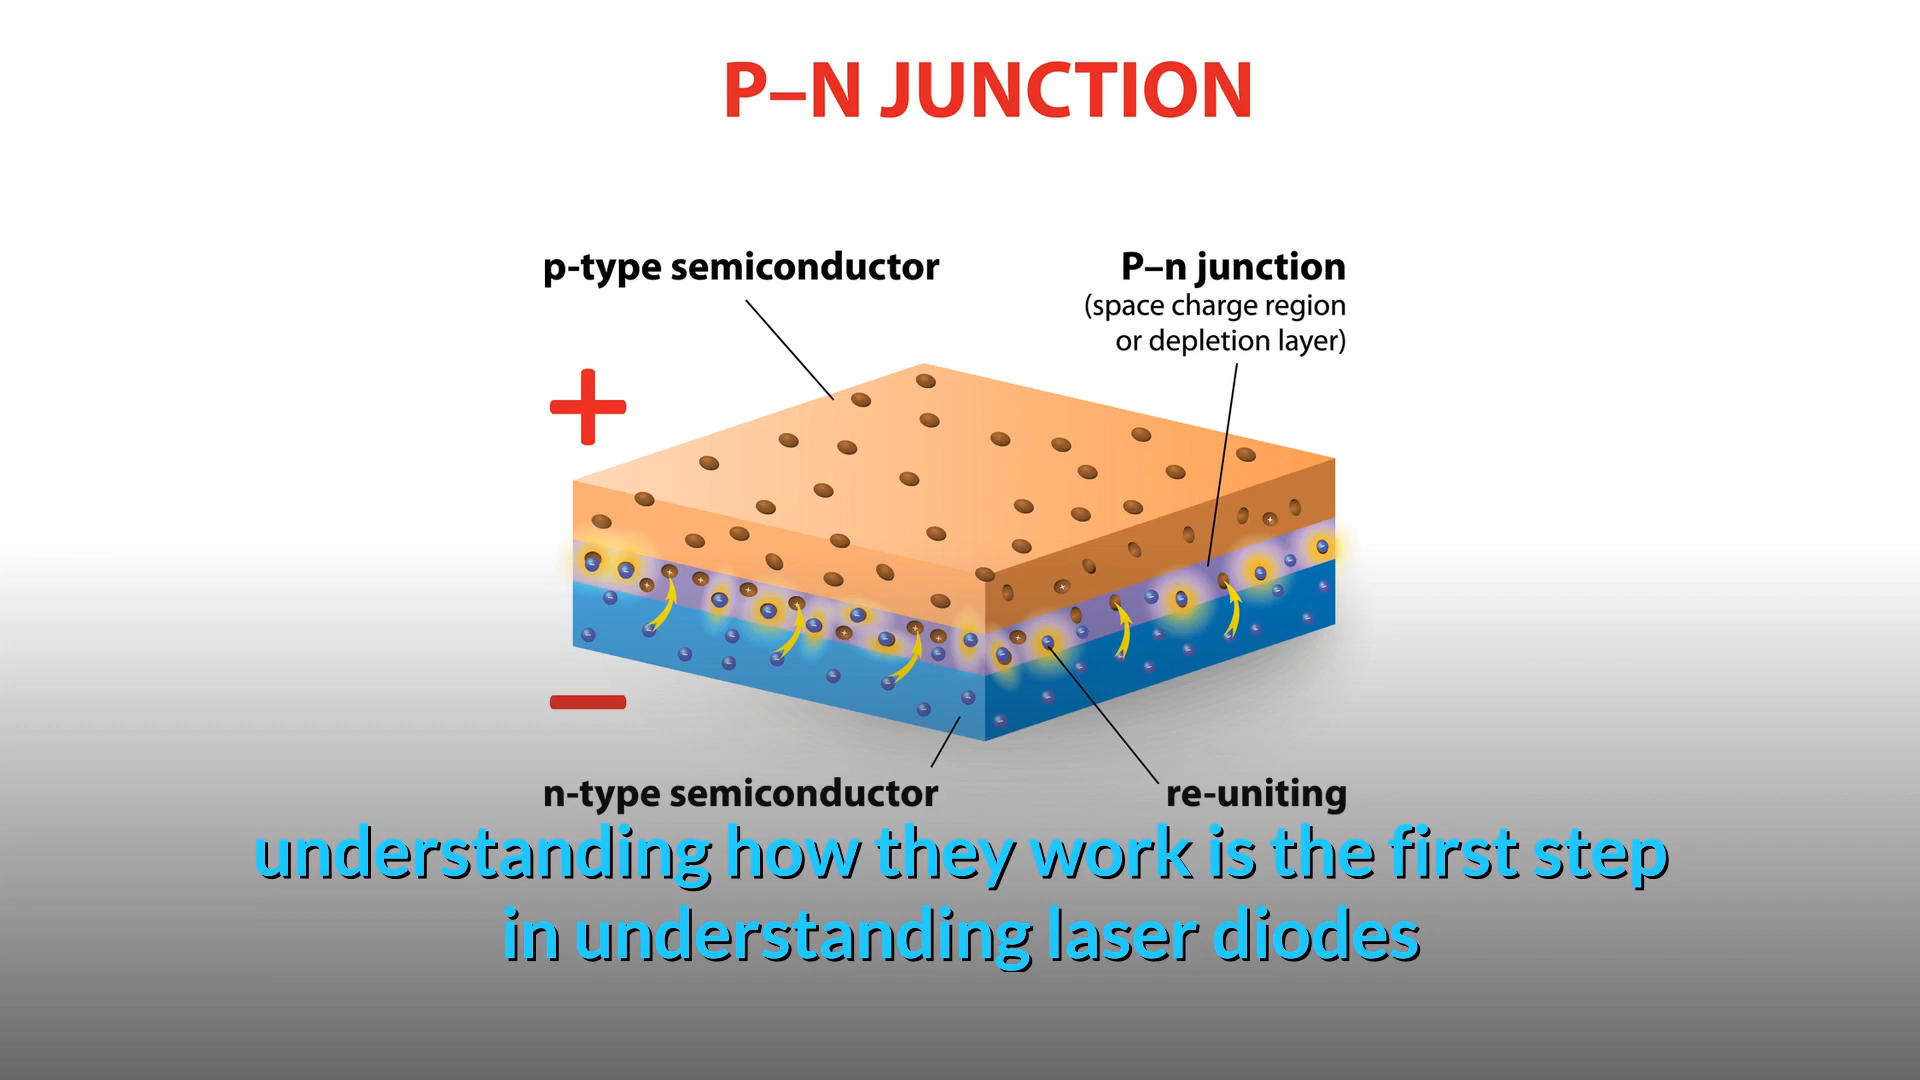 P–N JUNCTION
p-type semiconductor
P–n junction
(space charge region
or depletion layer)
+
–
n-type semiconductor
re-uniting
understanding how they work is the first step
in understanding laser diodes